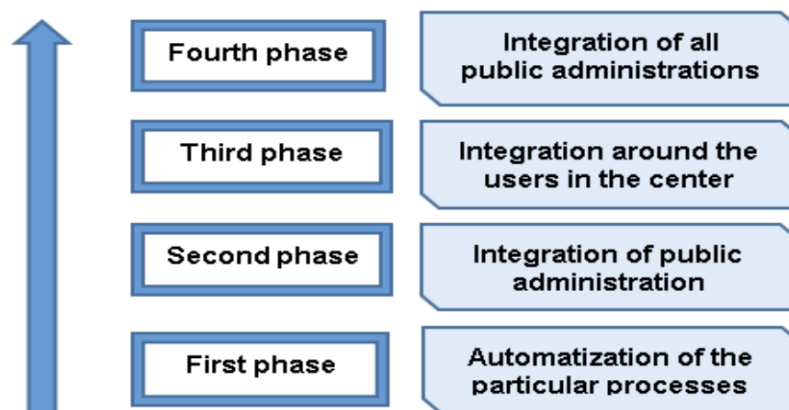 Fourth phase
Integration of all
public administrations
Third phase
Integration around the
users in the center
Second phase
Integration of public
administration
First phase
Automatization of the
particular processes